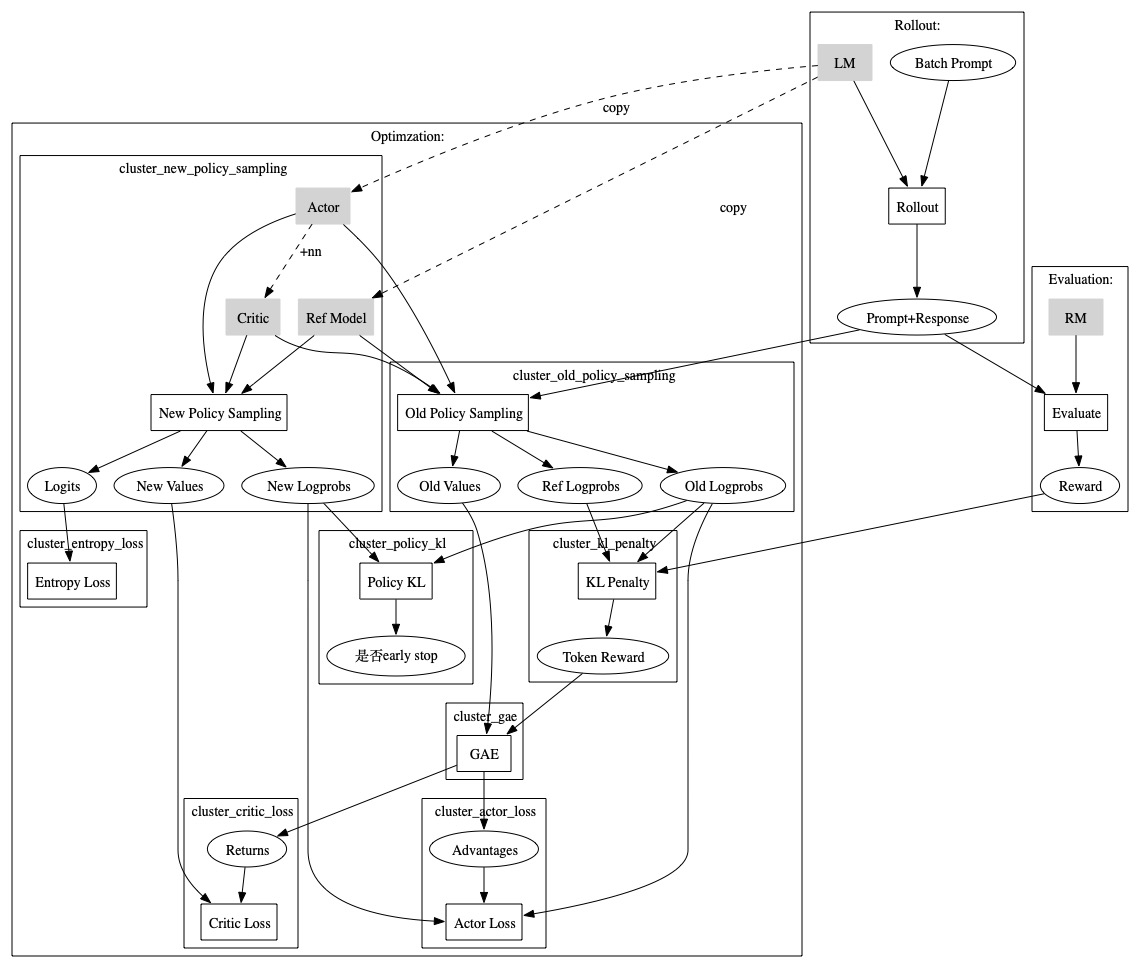 Rollout:
LM
Batch Prompt
copy
Optimzation:
cluster_new_policy_sampling
Actor
copy
Rollout
+nn
Evaluation:
Critic
Ref Model
Prompt+Response
RM
cluster_old_policy_sampling
New Policy Sampling
Old Policy Sampling
Evaluate
Logits
New Values
New Logprobs
Old Values
Ref Logprobs
Old Logprobs
Reward
cluster_entropy_loss
cluster_policy_kl
cluster_kl_penalty
Entropy Loss
Policy KL
KL Penalty
是否early stop
Token Reward
cluster_gae
GAE
cluster_critic_loss
cluster_actor_loss
Returns
Advantages
Critic Loss
Actor Loss